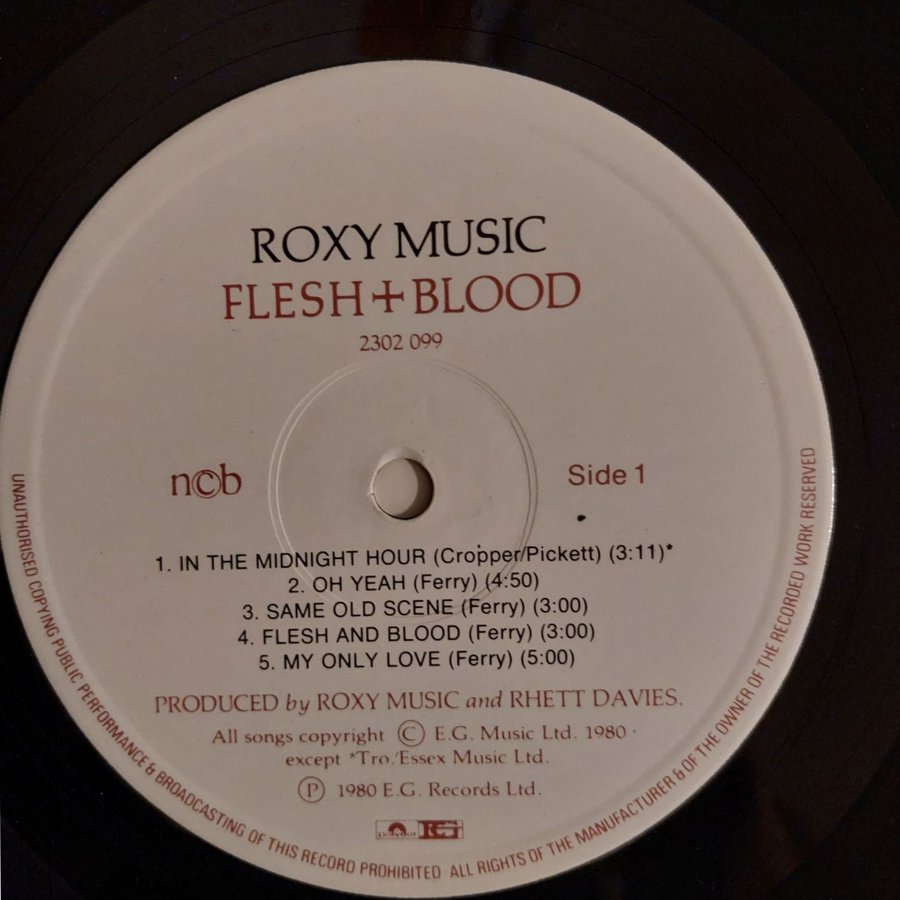 ROXY MUSIC
FLESH+BLOOD
2302 099
n©b
Side 1
1. IN THE MIDNIGHT HOUR (Cropper/Pickett) (3:11)*
2. OH YEAH (Ferry) (4:50)
3. SAME OLD SCENE (Ferry) (3:00)
4. FLESH AND BLOOD (Ferry) (3:00)
5. MY ONLY LOVE (Ferry) (5:00)
PRODUCED by ROXY MUSIC and RHETT DAVIES.
All songs copyright © E.G. Music Ltd. 1980
except *Tro/Essex Music Ltd.
℗ 1980 E.G. Records Ltd.
polydor EG
UNAUTHORISED COPYING PUBLIC PERFORMANCE & BROADCASTING OF THIS RECORD PROHIBITED ALL RIGHTS OF THE MANUFACTURER & OF THE OWNER OF THE RECORDED WORK RESERVED